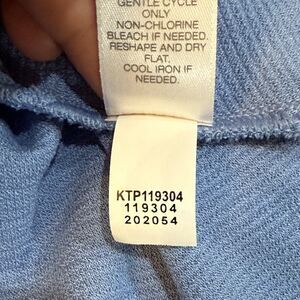 GENTLE CYCLE
ONLY
NON-CHLORINE
BLEACH IF NEEDED.
RESHAPE AND DRY
FLAT.
COOL IRON IF
NEEDED.
KTP119304
119304
202054